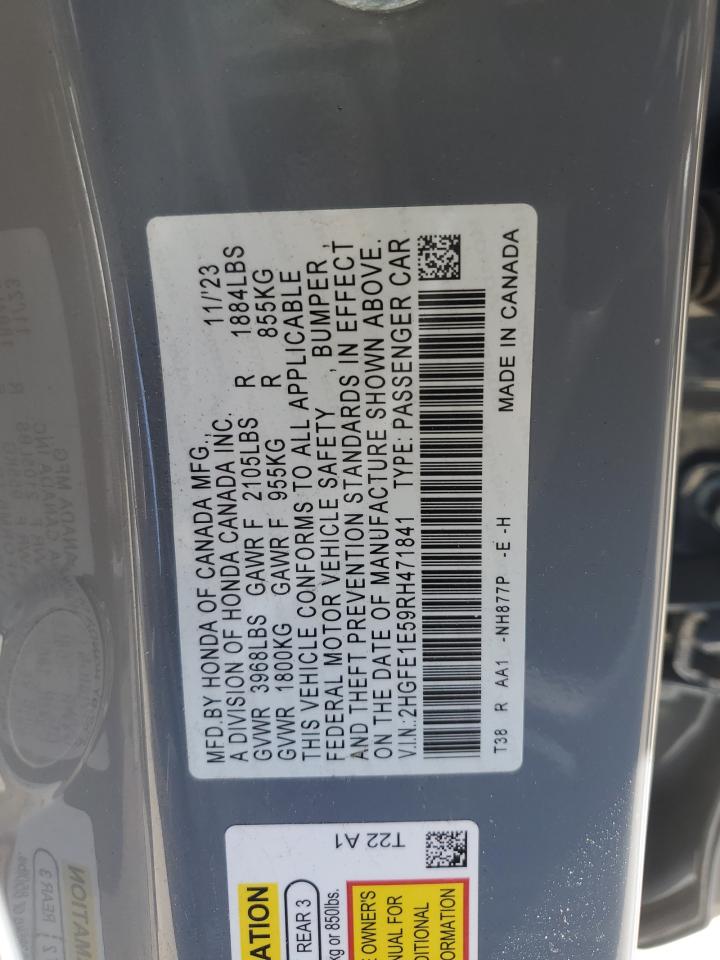 MFD.BY HONDA OF CANADA MFG., 11/'23
A DIVISION OF HONDA CANADA INC.
GVWR 3968LBS GAWR F 2105LBS R 1884LBS
GVWR 1800KG GAWR F 955KG R 855KG
THIS VEHICLE CONFORMS TO ALL APPLICABLE
FEDERAL MOTOR VEHICLE SAFETY , BUMPER ,
AND THEFT PREVENTION STANDARDS IN EFFECT
ON THE DATE OF MANUFACTURE SHOWN ABOVE.
V.I.N.:2HGFE1E59RH471841 TYPE: PASSENGER CAR
T38 R AA1 -NH877P -E -H MADE IN CANADA
T22 A1
ATION
REAR 3
kg or 850lbs.
OWNER'S
NUAL FOR
DITIONAL
ORMATION